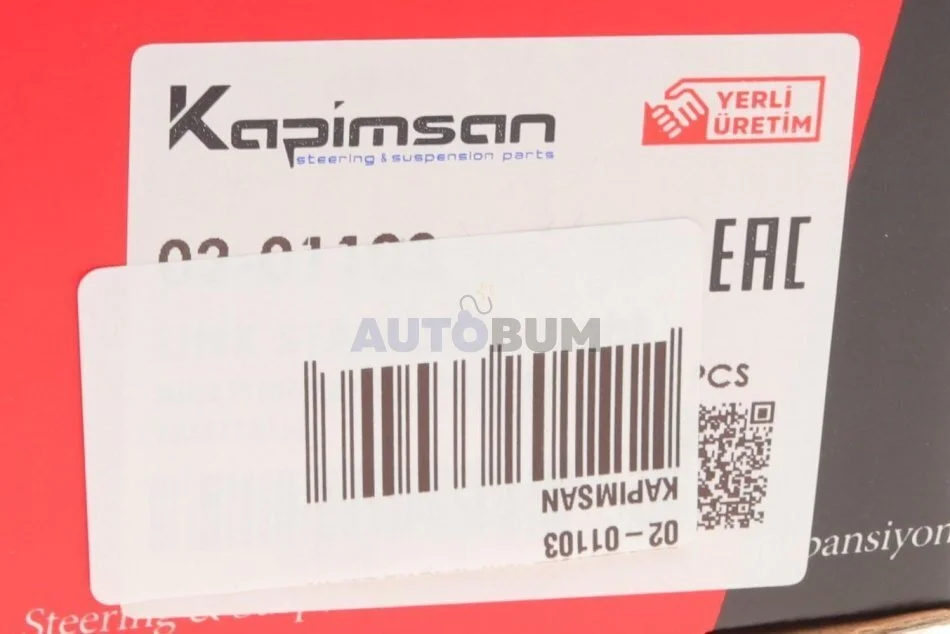 Kapimsan
steering & suspension parts
YERLİ
ÜRETİM
EAC
AUTOBUM
PCS
KAPIMSAN
02-01103
Steering &
pansiyon